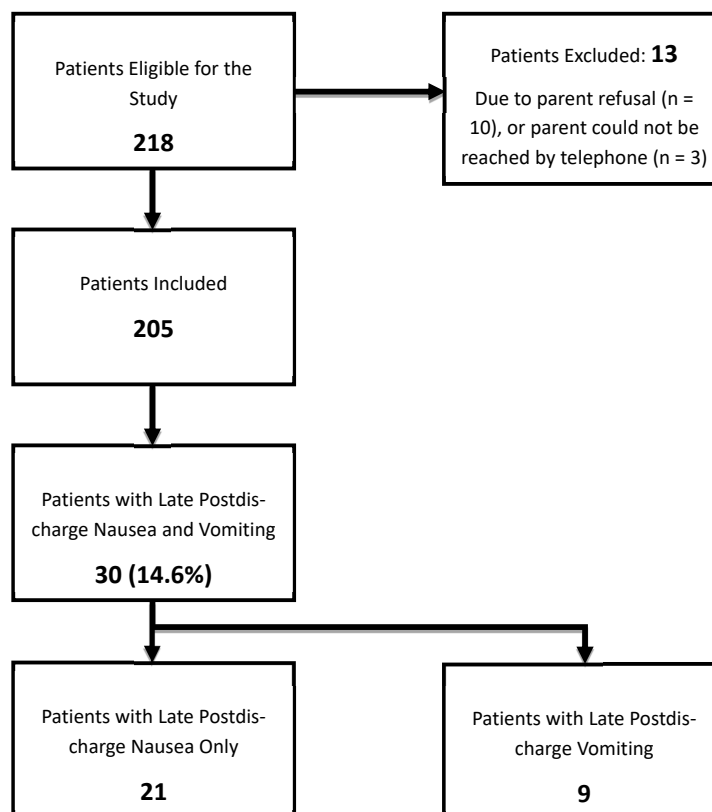 Patients Eligible for the
Study
218
Patients Excluded: 13
Due to parent refusal (n =
10), or parent could not be
reached by telephone (n = 3)
Patients Included
205
Patients with Late Postdis-
charge Nausea and Vomiting
30 (14.6%)
Patients with Late Postdis-
charge Nausea Only
21
Patients with Late Postdis-
charge Vomiting
9